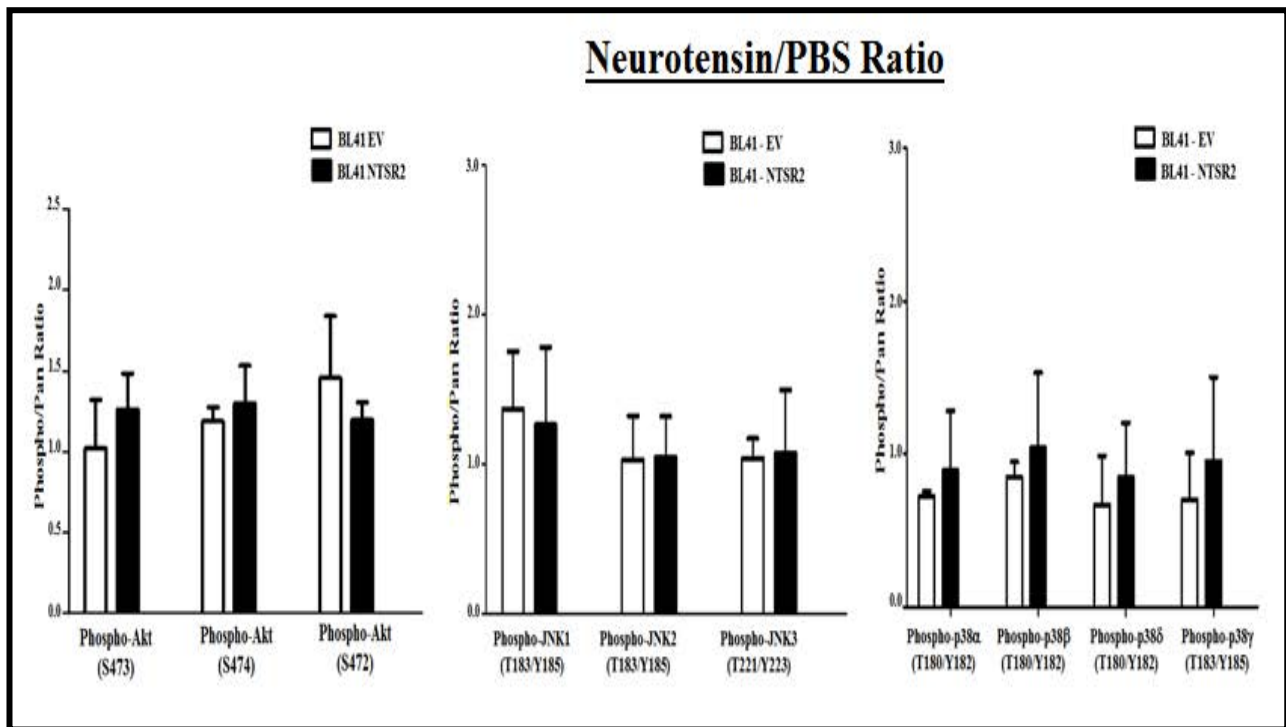 Neurotensin/PBS Ratio
BL41 EV
BL41 NTSR2
2.5
2.0
1.5
1.0
0.5
0.0
Phospho/Pan Ratio
Phospho-Akt
(S473)
Phospho-Akt
(S474)
Phospho-Akt
(S472)
BL41 - EV
BL41 - NTSR2
3.0
2.0
1.0
0.0
Phospho/Pan Ratio
Phospho-JNK1
(T183/Y185)
Phospho-JNK2
(T183/Y185)
Phospho-JNK3
(T221/Y223)
BL41 - EV
BL41 - NTSR2
3.0
2.0
1.0
0.0
Phospho/Pan Ratio
Phospho-p38α
(T180/Y182)
Phospho-p38β
(T180/Y182)
Phospho-p38δ
(T180/Y182)
Phospho-p38γ
(T183/Y185)